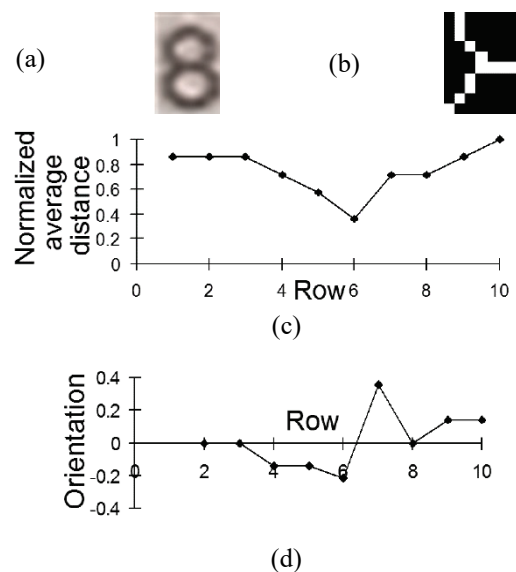 (a)
8
(b)
Normalized
average
distance
1
0.8
0.6
0.4
0.2
0
0 2 4 6 8 10
Row
(c)
Orientation
0.4
0.2
0
-0.2
-0.4
0 2 4 6 8 10
Row
(d)